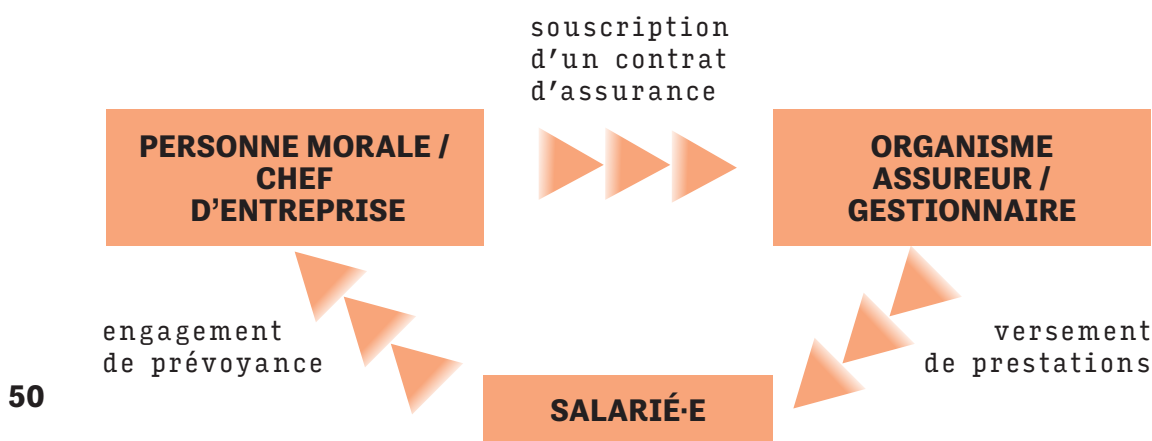 souscription
d’un contrat
d’assurance
PERSONNE MORALE /
CHEF
D’ENTREPRISE
ORGANISME
ASSUREUR /
GESTIONNAIRE
engagement
de prévoyance
versement
de prestations
SALARIÉ·E
50